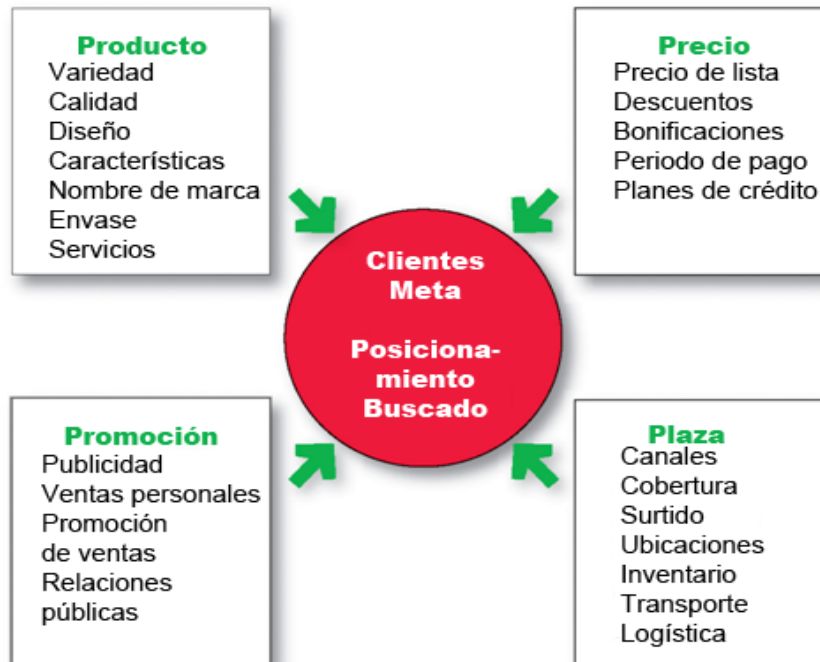 Producto
Variedad
Calidad
Diseño
Características
Nombre de marca
Envase
Servicios
Precio
Precio de lista
Descuentos
Bonificaciones
Periodo de pago
Planes de crédito
Clientes
Meta
Posiciona-
miento
Buscado
Promoción
Publicidad
Ventas personales
Promoción
de ventas
Relaciones
públicas
Plaza
Canales
Cobertura
Surtido
Ubicaciones
Inventario
Transporte
Logística